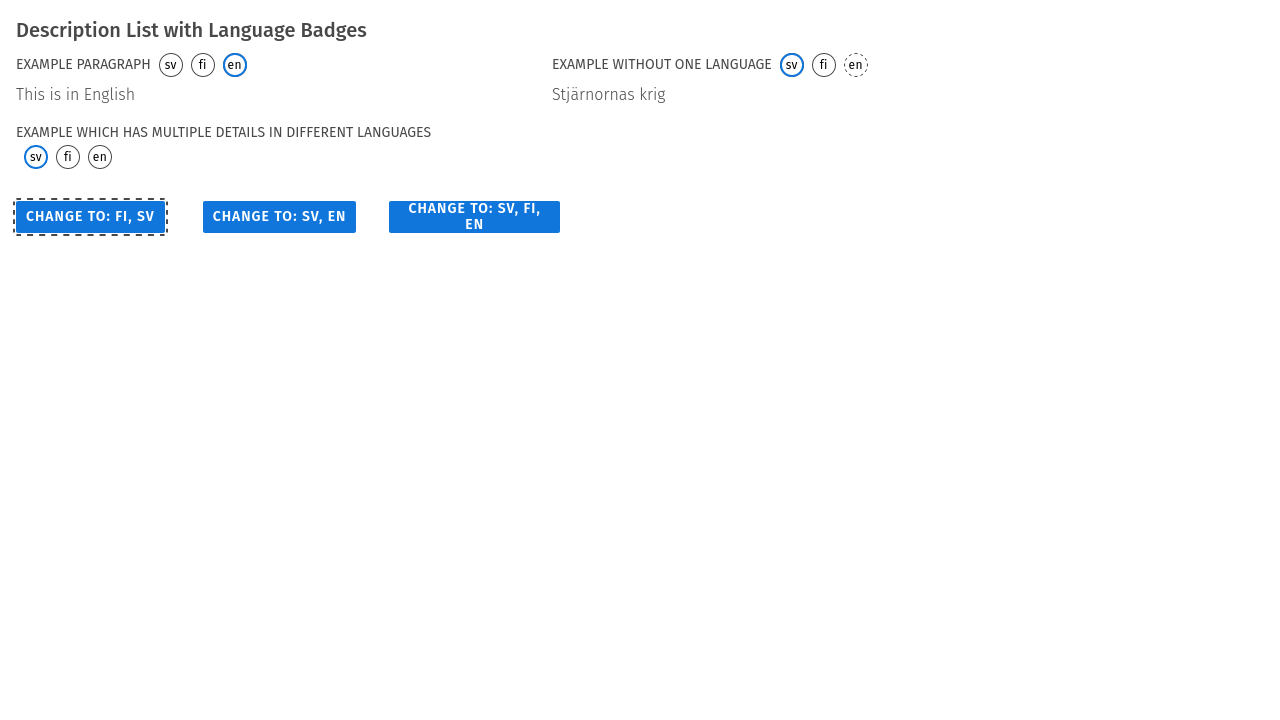 Description List with Language Badges
EXAMPLE PARAGRAPH sv fi en
This is in English
EXAMPLE WITHOUT ONE LANGUAGE sv fi en
Stjärnornas krig
EXAMPLE WHICH HAS MULTIPLE DETAILS IN DIFFERENT LANGUAGES
sv fi en
CHANGE TO: FI, SV
CHANGE TO: SV, EN
CHANGE TO: SV, FI,
EN